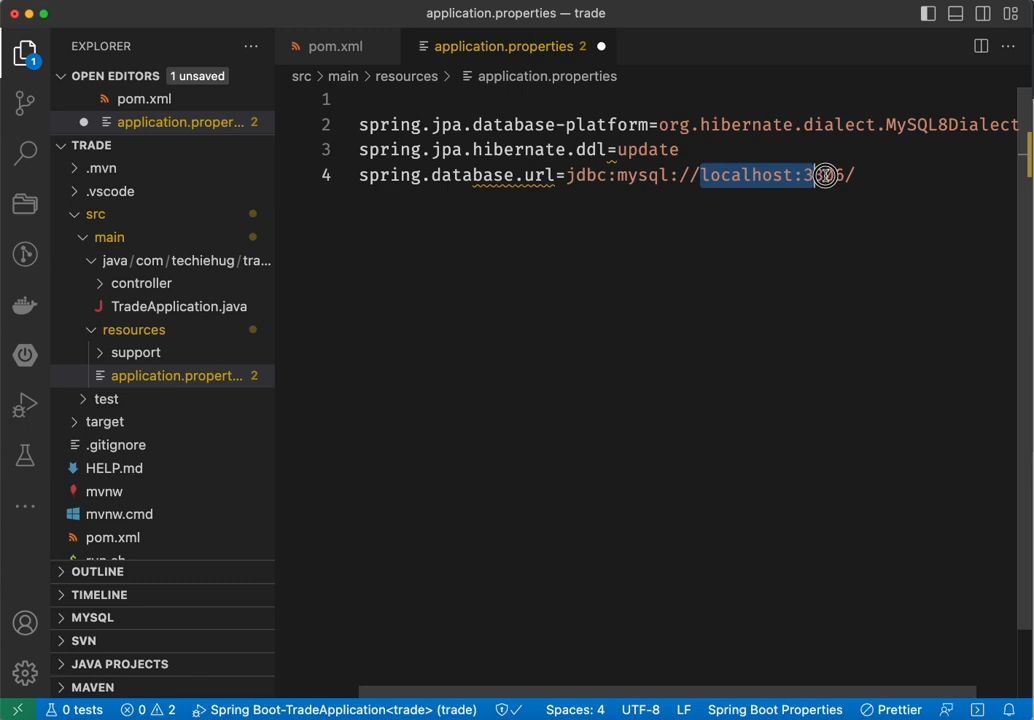 application.properties — trade
EXPLORER
pom.xml
application.properties 2
OPEN EDITORS 1 unsaved
pom.xml
application.proper... 2
TRADE
.mvn
.vscode
src
main
java/com/techiehug/tra...
controller
TradeApplication.java
resources
support
application.propert... 2
test
target
.gitignore
HELP.md
mvnw
mvnw.cmd
pom.xml
OUTLINE
TIMELINE
MYSQL
SVN
JAVA PROJECTS
MAVEN
src > main > resources > application.properties
1
2 spring.jpa.database-platform=org.hibernate.dialect.MySQL8Dialect
3 spring.jpa.hibernate.ddl=update
4 spring.database.url=jdbc:mysql://localhost:3306/
1
0 tests 0 2 Spring Boot-TradeApplication<trade> (trade) Spaces: 4 UTF-8 LF Spring Boot Properties Prettier